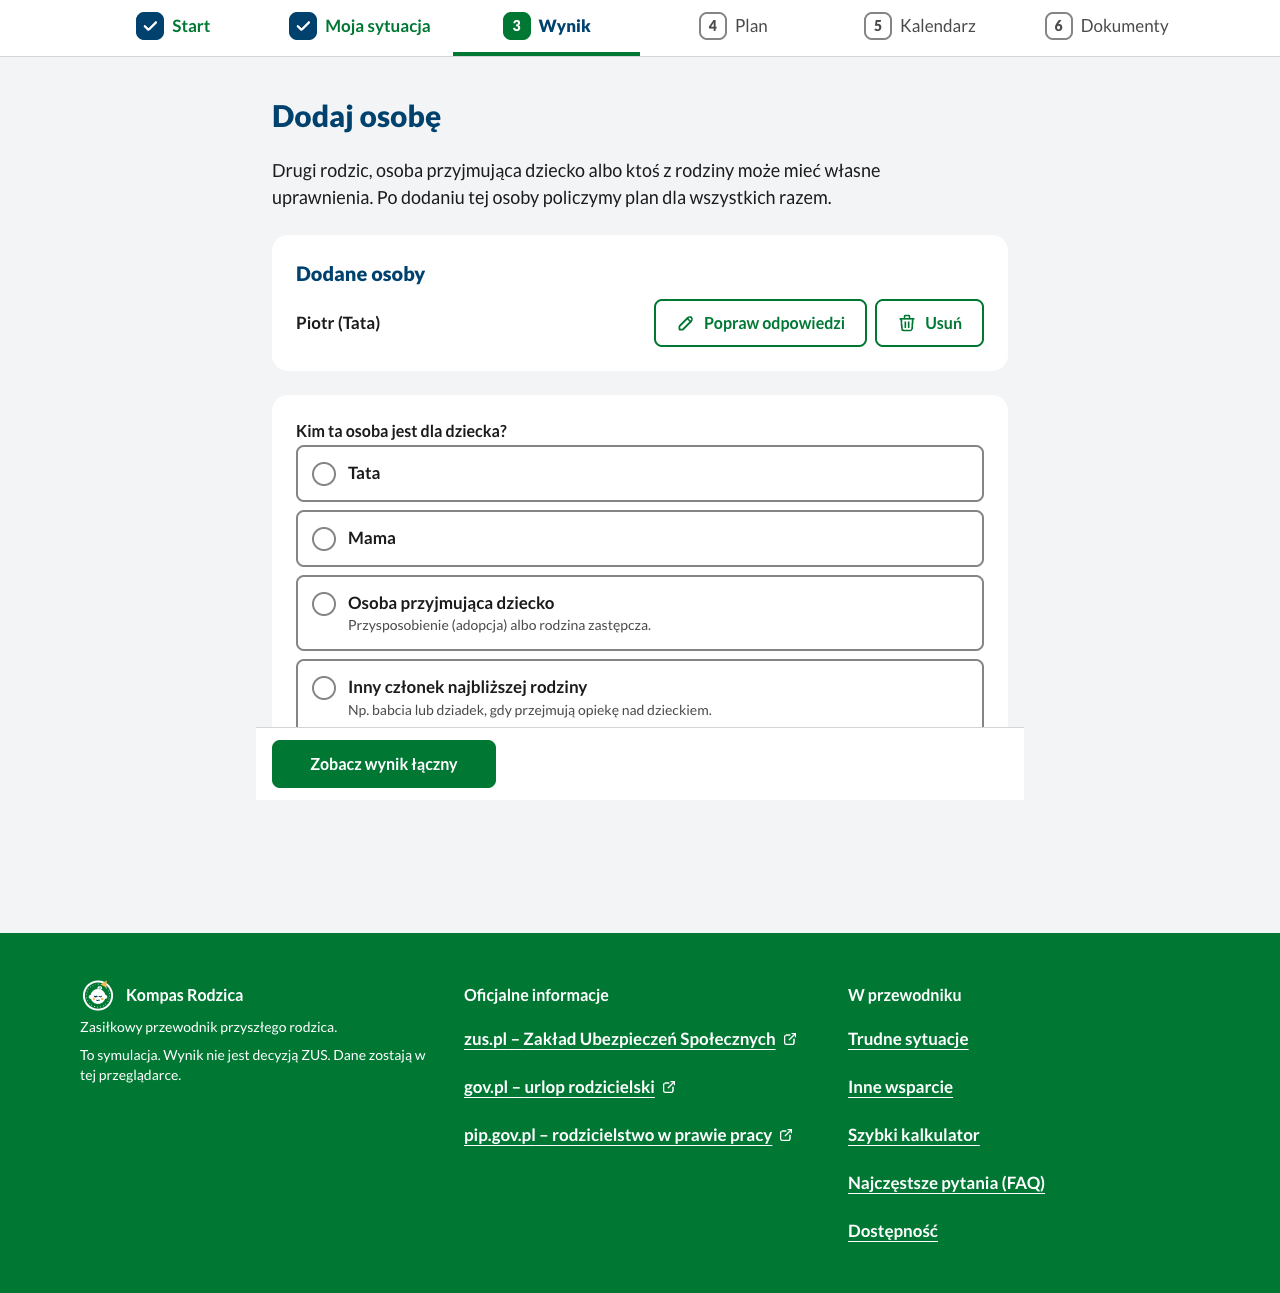 Start
Moja sytuacja
3 Wynik
4 Plan
5 Kalendarz
6 Dokumenty
Dodaj osobę
Drugi rodzic, osoba przyjmująca dziecko albo ktoś z rodziny może mieć własne
uprawnienia. Po dodaniu tej osoby policzymy plan dla wszystkich razem.
Dodane osoby
Piotr (Tata)
Popraw odpowiedzi
Usuń
Kim ta osoba jest dla dziecka?
Tata
Mama
Osoba przyjmująca dziecko
Przysposobienie (adopcja) albo rodzina zastępcza.
Inny członek najbliższej rodziny
Np. babcia lub dziadek, gdy przejmują opiekę nad dzieckiem.
Zobacz wynik łączny
Kompas Rodzica
Zasiłkowy przewodnik przyszłego rodzica.
To symulacja. Wynik nie jest decyzją ZUS. Dane zostają w
tej przeglądarce.
Oficjalne informacje
zus.pl – Zakład Ubezpieczeń Społecznych
gov.pl – urlop rodzicielski
pip.gov.pl – rodzicielstwo w prawie pracy
W przewodniku
Trudne sytuacje
Inne wsparcie
Szybki kalkulator
Najczęstsze pytania (FAQ)
Dostępność